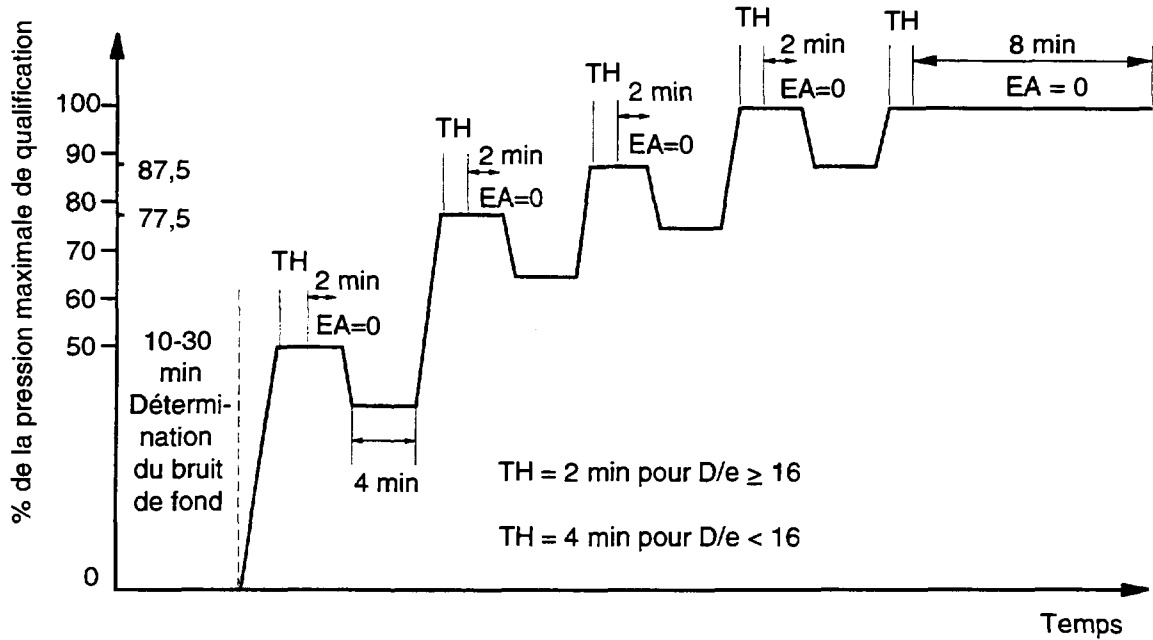 % de la pression maximale de qualification
100
90
87,5
80
77,5
70
60
50
0
10-30
min
Détermi-
nation
du bruit
de fond
TH
2 min
EA=0
4 min
TH
2 min
EA=0
TH
2 min
EA=0
TH
2 min
EA=0
TH
8 min
EA = 0
TH = 2 min pour D/e ≥ 16
TH = 4 min pour D/e < 16
Temps